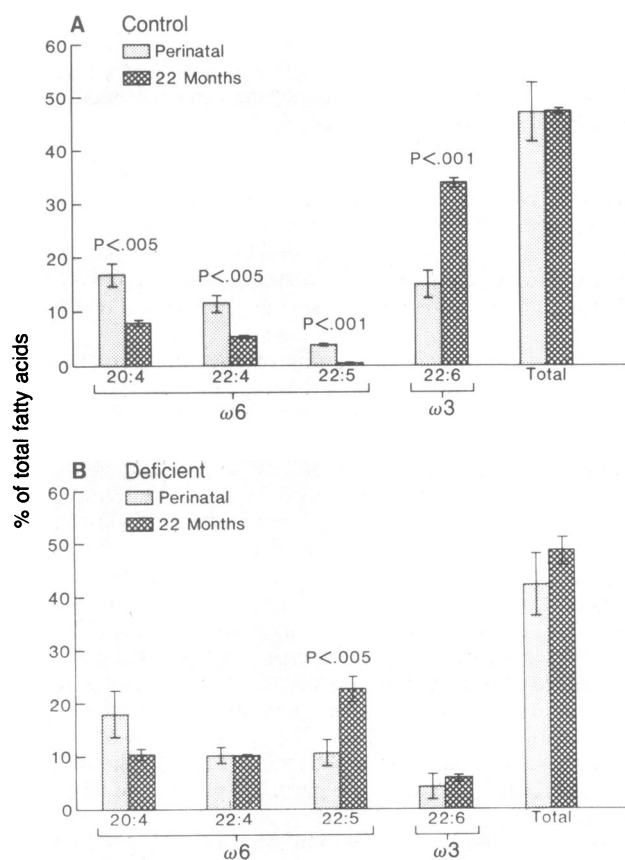 % of total fatty acids
A Control
Perinatal
22 Months
60
50
40
30
20
10
0
P<.005
P<.005
P<.001
P<.001
20:4 22:4 22:5 22:6 Total
ω6 ω3
B Deficient
Perinatal
22 Months
60
50
40
30
20
10
0
P<.005
20:4 22:4 22:5 22:6 Total
ω6 ω3